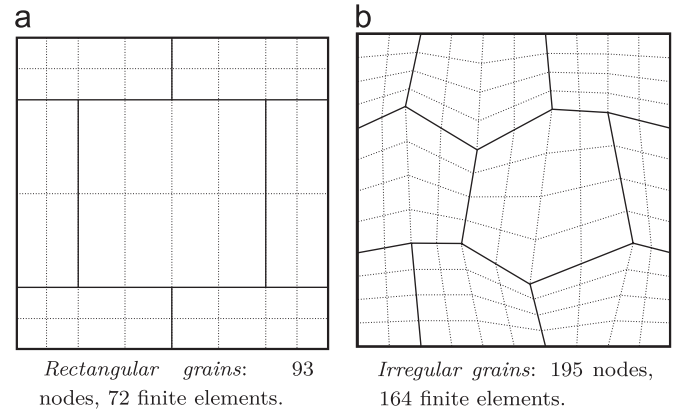 a
b
Rectangular grains: 93
nodes, 72 finite elements.
Irregular grains: 195 nodes,
164 finite elements.